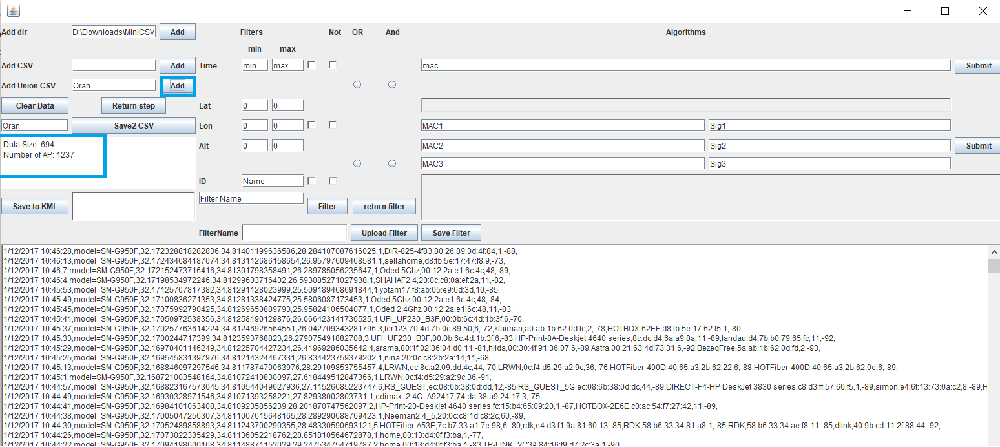 Add dir D:\Downloads\MiniCSV Add Filters Not OR And Algorithms
min max
Add CSV Add Time min max mac Submit
Add Union CSV Oran Add
Clear Data Return step Lat 0 0
Oran Save2 CSV Lon 0 0 MAC1 Sig1
Data Size: 694
Number of AP: 1237
Alt 0 0 MAC2 Sig2 Submit
MAC3 Sig3
ID Name
Save to KML Filter Name Filter return filter
FilterName Upload Filter Save Filter
1/12/2017 10:46:28,model=SM-G950F,32.172328818282836,34.81401199636586,28.284107087616025,1,DIR-825-4f83,80:26:89:0d:4f:84,1,-88,
1/12/2017 10:46:13,model=SM-G950F,32.172434684187074,34.813112686158654,26.95797609468581,1,sellahome,d8:fb:5e:17:47:f8,9,-73,
1/12/2017 10:46:7,model=SM-G950F,32.172152473716416,34.81301798358491,26.289785056235647,1,Oded 5Ghz,00:12:2a:e1:6c:4c,48,-89,
1/12/2017 10:46:4,model=SM-G950F,32.17198534972246,34.81299603716402,26.593085271027938,1,SHAHAF2.4,20:0c:c8:0a:ef:2a,11,-82,
1/12/2017 10:45:53,model=SM-G950F,32.17125707817382,34.81291128023999,25.509189468691844,1,yotam17,f8:ab:05:e9:6d:3d,10,-85,
1/12/2017 10:45:49,model=SM-G950F,32.17100836271353,34.81281338424775,25.5806087173453,1,Oded 5Ghz,00:12:2a:e1:6c:4c,48,-84,
1/12/2017 10:45:45,model=SM-G950F,32.17075992790425,34.81269650889793,25.95824106504077,1,Oded 2.4Ghz,00:12:2a:e1:6c:48,11,-83,
1/12/2017 10:45:41,model=SM-G950F,32.17050972538356,34.81258190129876,26.066423141730525,1,UFI_UF230_B3F,00:0b:6c:4d:1b:3f,6,-70,
1/12/2017 10:45:37,model=SM-G950F,32.170257763614224,34.81246926564551,26.042709343281796,3,ter123,70:4d:7b:0c:89:50,6,-72,klaiman,a0:ab:1b:62:0d:fc,2,-78,HOTBOX-62EF,d8:fb:5e:17:62:f5,1,-80,
1/12/2017 10:45:33,model=SM-G950F,32.1700244717399,34.8123593768823,26.279075491882708,3,UFI_UF230_B3F,00:0b:6c:4d:1b:3f,6,-83,HP-Print-8A-Deskjet 4640 series,8c:dc:d4:6a:a9:8a,11,-89,landau,d4:7b:b0:79:65:fc,11,-92,
1/12/2017 10:45:29,model=SM-G950F,32.16978401146249,34.81225704427234,26.41969286035642,4,arama,80:1f:02:36:04:d0,11,-81,hilda,00:30:4f:91:36:07,6,-89,Astra,00:21:63:4d:73:31,6,-92,BezeqFree,5a:ab:1b:62:0d:fd,2,-93,
1/12/2017 10:45:25,model=SM-G950F,32.169545831397976,34.81214324467331,26.834423759379202,1,nina,20:0c:c8:2b:2a:14,11,-68,
1/12/2017 10:45:13,model=SM-G950F,32.168846097297546,34.811787470063976,28.29109853755457,4,LRWN,ec:8c:a2:09:dd:4c,44,-70,LRWN,0c:f4:d5:29:a2:9c,36,-76,HOTFiber-400D,40:65:a3:2b:62:22,6,-88,HOTFiber-400D,40:65:a3:2b:62:0e,6,-89,
1/12/2017 10:45:1,model=SM-G950F,32.168721003548164,34.81072410830097,27.618449512847366,1,LRWN,0c:f4:d5:29:a2:9c,36,-91,
1/12/2017 10:44:57,model=SM-G950F,32.168823167573045,34.810544049627936,27.11526685223747,6,RS_GUEST,ec:08:6b:38:0d:dd,12,-85,RS_GUEST_5G,ec:08:6b:38:0d:dc,44,-89,DIRECT-F4-HP DeskJet 3830 series,c8:d3:ff:57:60:f5,1,-89,simon,e4:6f:13:73:0a:c2,8,-89,H
1/12/2017 10:44:49,model=SM-G950F,32.16930328971546,34.81071393258221,27.82938002803731,1,edimax_2.4G_A92417,74:da:38:a9:24:17,3,-75,
1/12/2017 10:44:41,model=SM-G950F,32.1698410106​3408,34.8109235856239,28.201870747562097,2,HP-Print-20-Deskjet 4640 series,fc:15:b4:65:09:20,1,-87,HOTBOX-2E6E,c0:ac:54:f7:27:42,11,-89,
1/12/2017 10:44:38,model=SM-G950F,32.17005047256307,34.811007615648165,28.289290688769423,1,Neeman2.4_5,20:0c:c8:1d:c8:2c,60,-89,
1/12/2017 10:44:30,model=SM-G950F,32.17052489858893,34.811243700290355,28.48330590693121,5,HOTFiber-A53E,7c:b7:33:a1:7e:98,6,-80,rdk,e4:d3:f1:9a:81:60,13,-85,RDK,58:b6:33:34:81:a8,1,-85,RDK,58:b6:33:34:ae:f8,11,-85,dlink,40:9b:cd:11:2f:88,44,-92,
1/12/2017 10:44:26,model=SM-G950F,32.17073022335429,34.81136052218762,28.851810564672878,1,home,00:13:d4:0f:f3:ba,1,-77,
1/12/2017 10:44:22,model=SM-G950F,32.17094198600168,34.81148871152029,29.247534754719787,2,home,00:13:d4:0f:f3:ba,1,-83,TP-LINK_2C3A,84:16:f9:d7:2c:3a,1,-90,